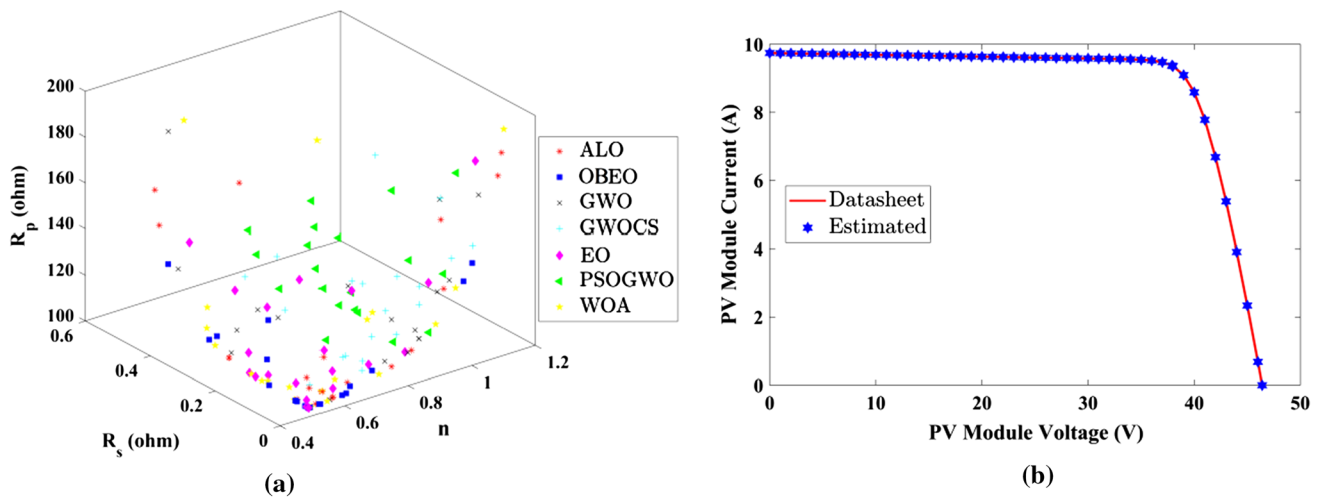 200
180
160
140
120
100
R_p (ohm)
0.6
0.4
0.2
0
R_s (ohm)
0.4
0.6
0.8
1
1.2
n
ALO
OBEO
GWO
GWOCS
EO
PSOGWO
WOA
(a)
10
8
6
4
2
0
PV Module Current (A)
Datasheet
Estimated
0
10
20
30
40
50
PV Module Voltage (V)
(b)